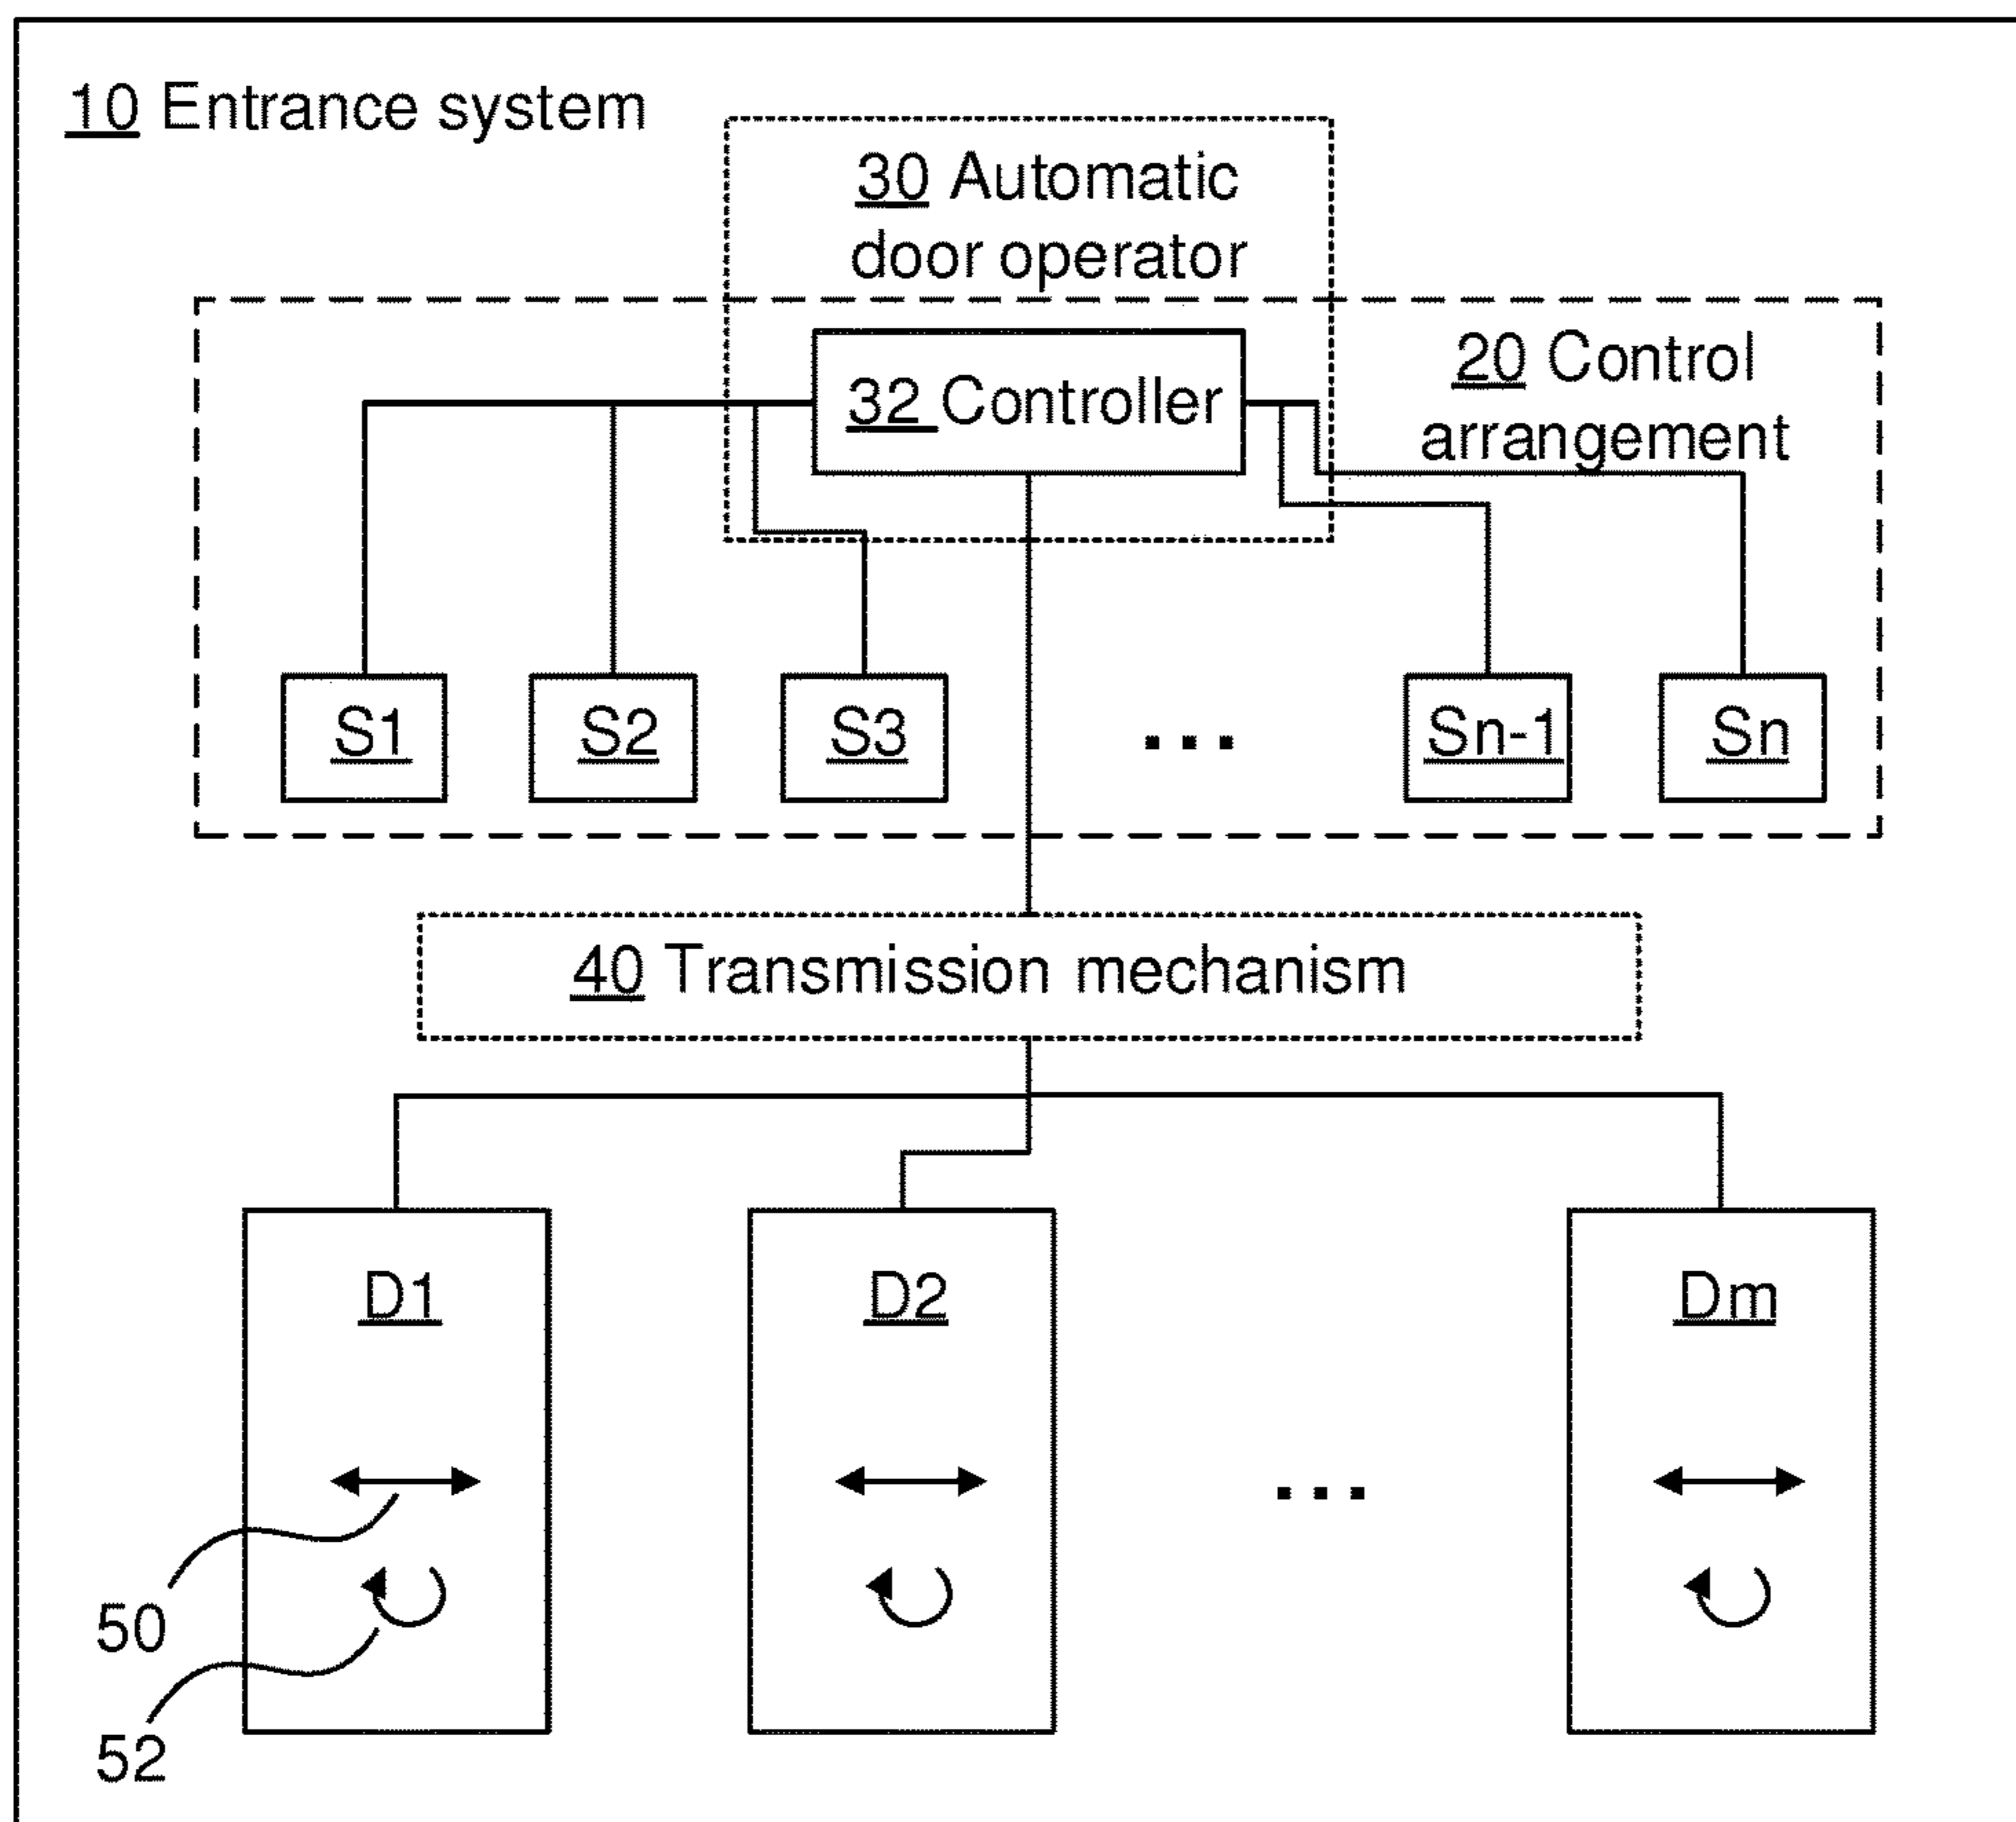 10 Entrance system
30 Automatic
door operator
32 Controller
20 Control
arrangement
S1 S2 S3 ... Sn-1 Sn
40 Transmission mechanism
D1 D2 Dm
...
50
52